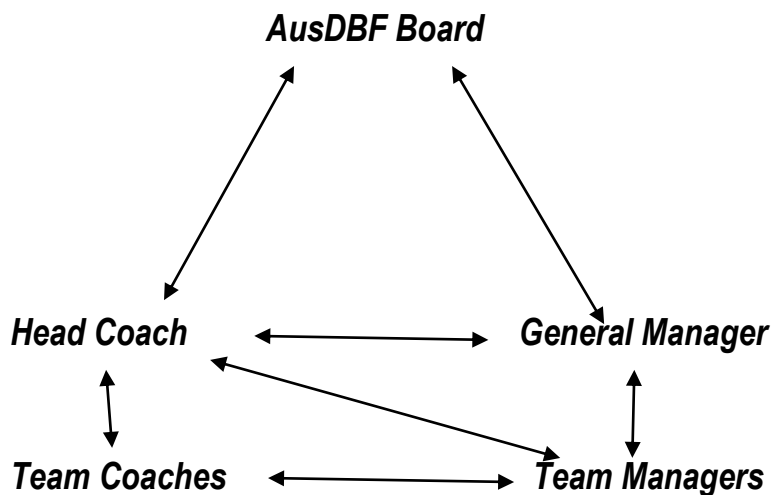 AusDBF Board
Head Coach
General Manager
Team Coaches
Team Managers